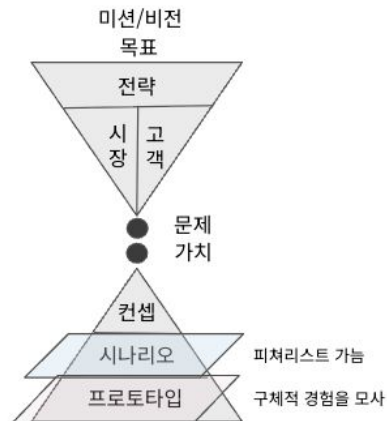 미션/비전
목표
전략
시장
고객
문제
가치
컨셉
시나리오
피쳐리스트 가늠
프로토타입
구체적 경험을 모사